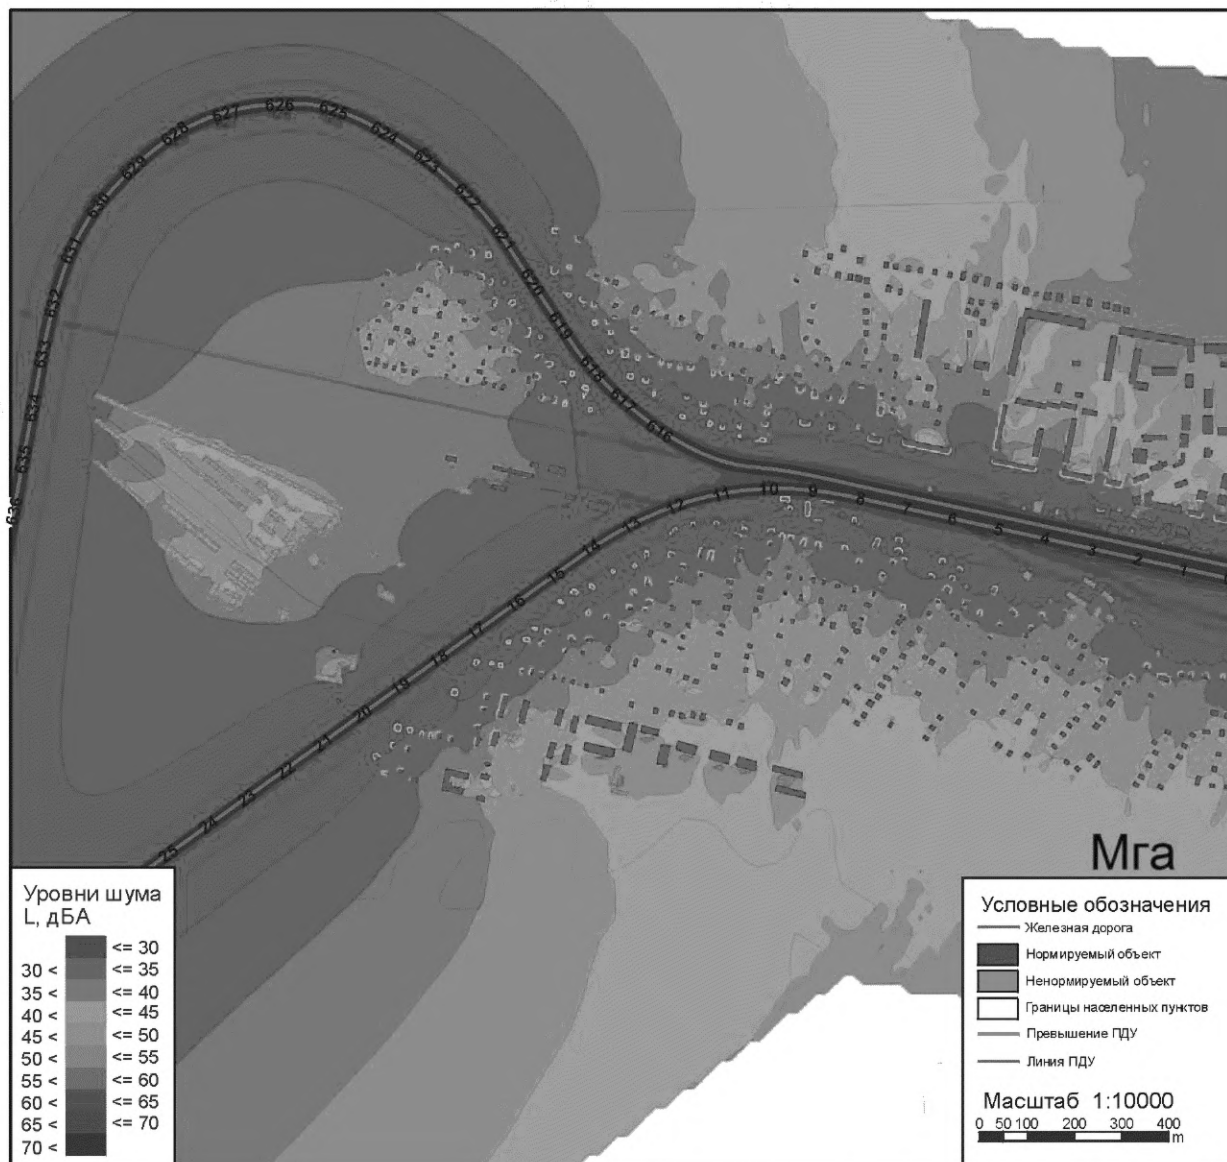 626
627
625
628
624
629
623
630
622
631
621
632
620
633
619
634
618
635
617
636
616
10
9
8
7
6
5
4
3
2
1
11
12
13
14
15
16
17
18
19
20
21
22
23
24
25
Мга
Уровни шума
L, дБА
<= 30
30 < <= 35
35 < <= 40
40 < <= 45
45 < <= 50
50 < <= 55
55 < <= 60
60 < <= 65
65 < <= 70
70 <
Условные обозначения
Железная дорога
Нормируемый объект
Ненормируемый объект
Границы населенных пунктов
Превышение ПДУ
Линия ПДУ
Масштаб 1:10000
0 50 100 200 300 400
m